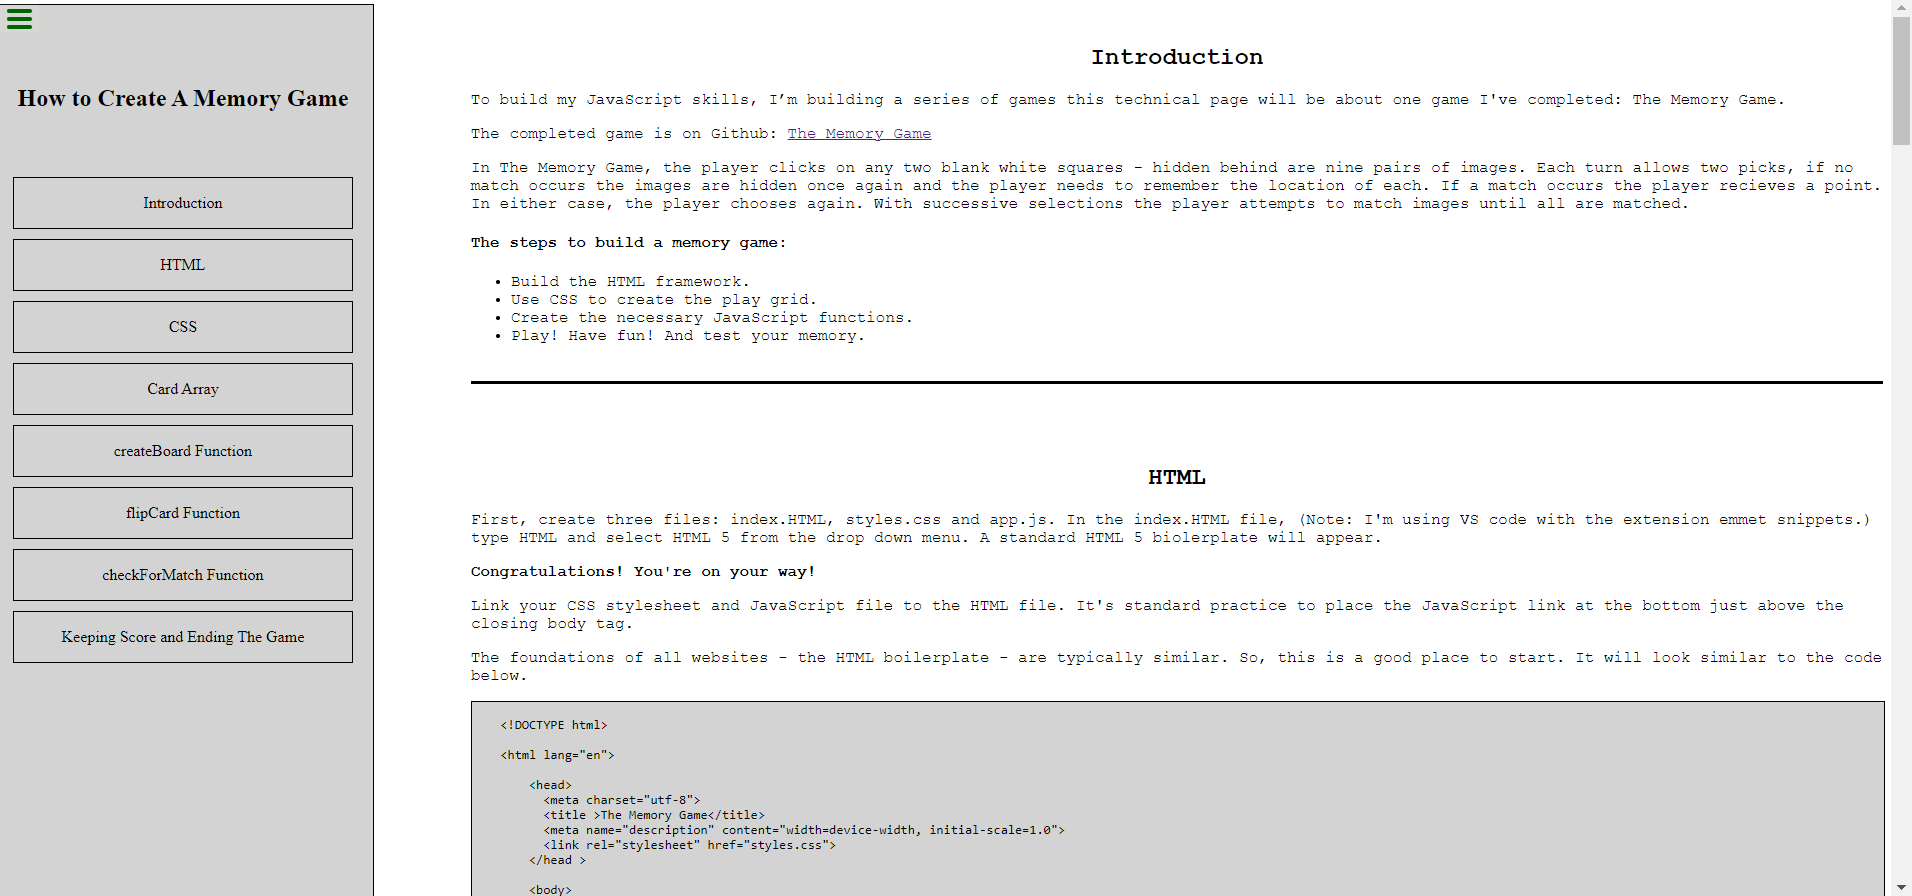 How to Create A Memory Game
Introduction
HTML
CSS
Card Array
createBoard Function
flipCard Function
checkForMatch Function
Keeping Score and Ending The Game
Introduction
To build my JavaScript skills, I’m building a series of games this technical page will be about one game I've completed: The Memory Game.
The completed game is on Github: The Memory Game
In The Memory Game, the player clicks on any two blank white squares - hidden behind are nine pairs of images. Each turn allows two picks, if no
match occurs the images are hidden once again and the player needs to remember the location of each. If a match occurs the player recieves a point.
In either case, the player chooses again. With successive selections the player attempts to match images until all are matched.
The steps to build a memory game:
• Build the HTML framework.
• Use CSS to create the play grid.
• Create the necessary JavaScript functions.
• Play! Have fun! And test your memory.
HTML
First, create three files: index.HTML, styles.css and app.js. In the index.HTML file, (Note: I'm using VS code with the extension emmet snippets.)
type HTML and select HTML 5 from the drop down menu. A standard HTML 5 biolerplate will appear.
Congratulations! You're on your way!
Link your CSS stylesheet and JavaScript file to the HTML file. It's standard practice to place the JavaScript link at the bottom just above the
closing body tag.
The foundations of all websites - the HTML boilerplate - are typically similar. So, this is a good place to start. It will look similar to the code
below.
<!DOCTYPE html>
<html lang="en">
<head>
<meta charset="utf-8">
<title >The Memory Game</title>
<meta name="description" content="width=device-width, initial-scale=1.0">
<link rel="stylesheet" href="styles.css">
</head >
<body>